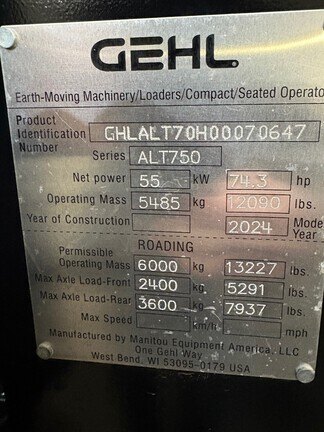 GEHL
Earth-Moving Machinery/Loaders/Compact/Seated Operato
Product
Identification GHLALT70H00070647
Number
Series ALT750
Net power 55 kW 74.3 hp
Operating Mass 5485 kg 12090 lbs.
Year of Construction 2024 Mode
Year
ROADING
Permissible
Operating Mass 6000 kg 13227 lbs.
Max Axle Load-Front 2400 kg 5291 lbs.
Max Axle Load-Rear 3600 kg 7937 lbs.
Max Speed km/h mph
Manufactured by Manitou Equipment America, LLC
One Gehl Way
West Bend, WI 53095-0179 USA